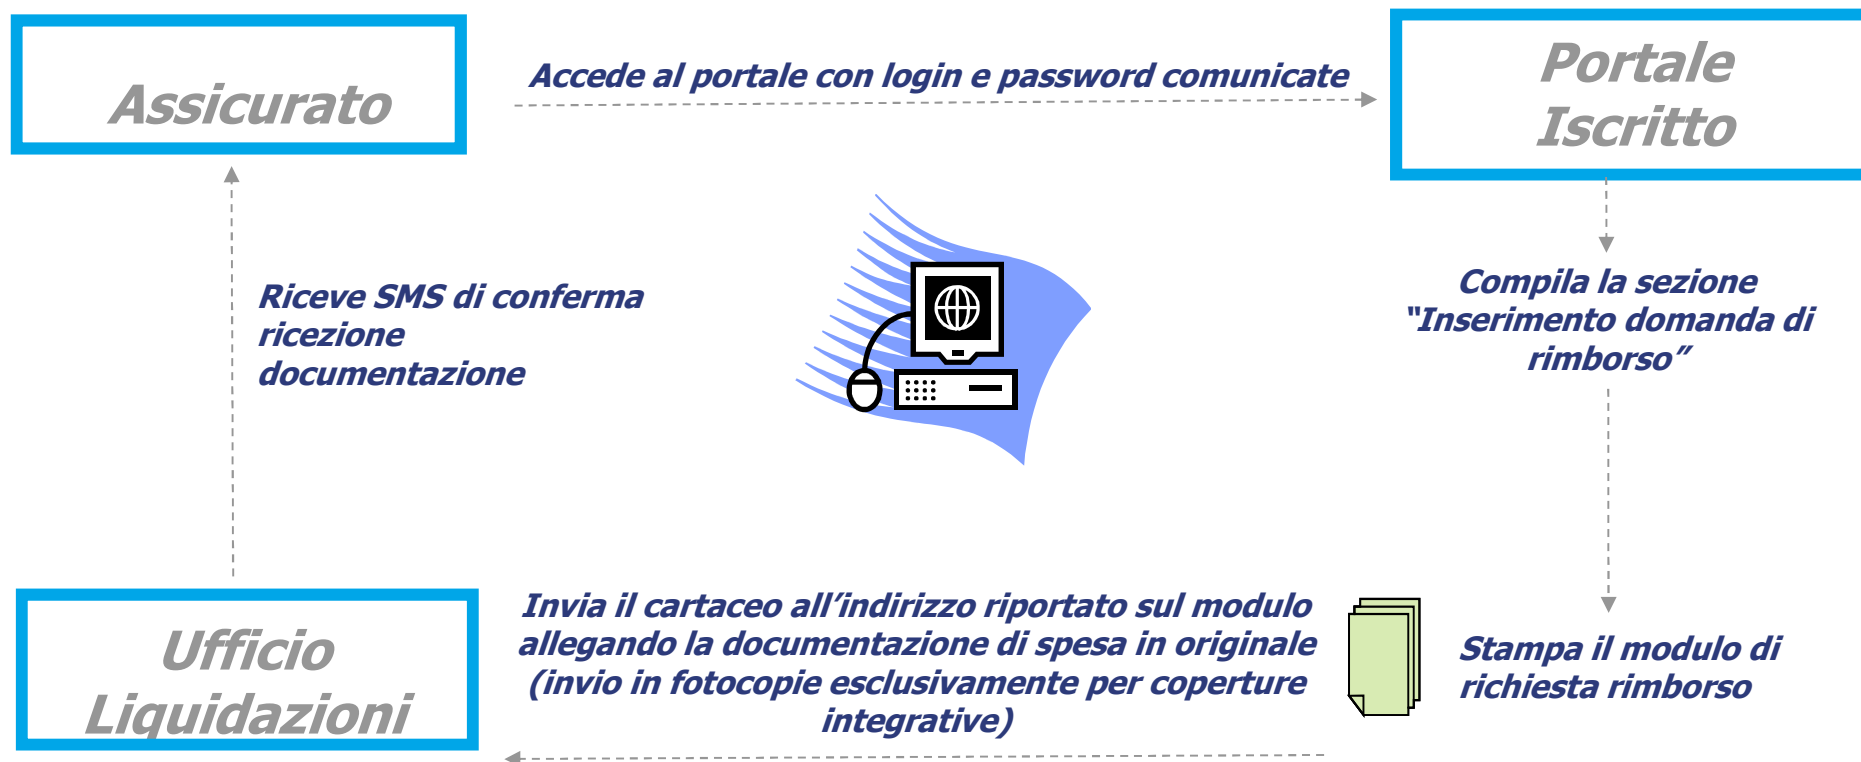 Assicurato
Accede al portale con login e password comunicate
Portale
Iscritto
Riceve SMS di conferma
ricezione
documentazione
Compila la sezione
“Inserimento domanda di
rimborso”
Ufficio
Liquidazioni
Invia il cartaceo all’indirizzo riportato sul modulo
allegando la documentazione di spesa in originale
(invio in fotocopie esclusivamente per coperture
integrative)
Stampa il modulo di
richiesta rimborso